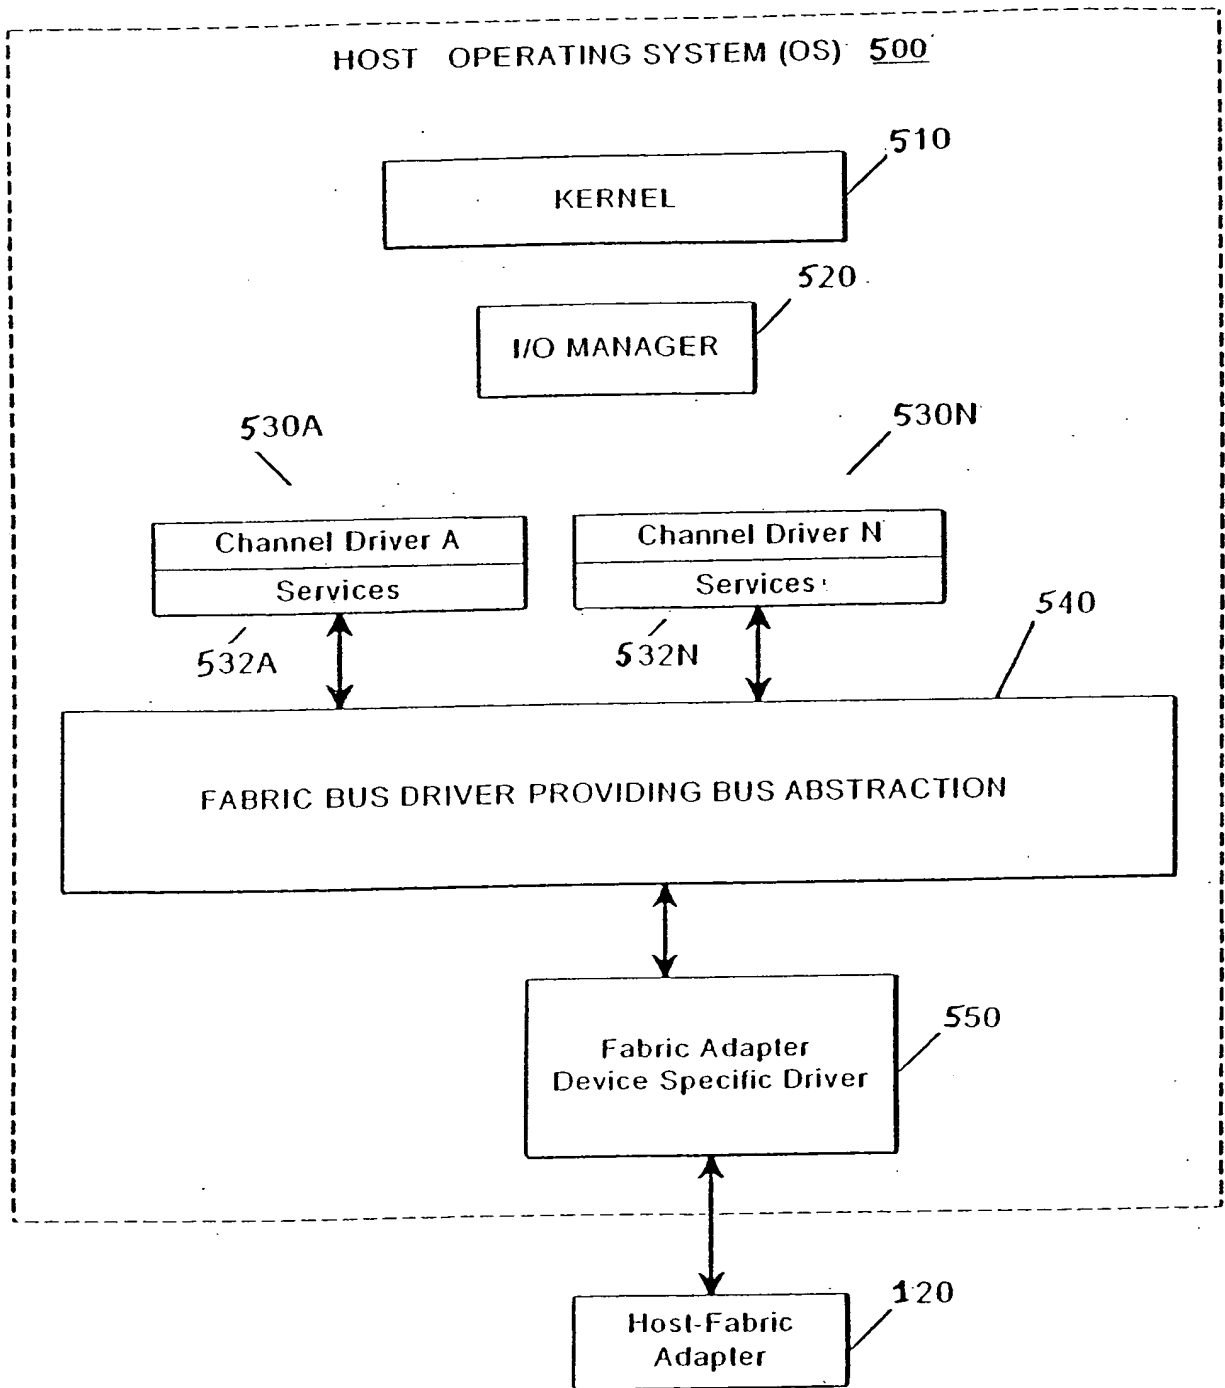 HOST OPERATING SYSTEM (OS) 500
510
KERNEL
520
I/O MANAGER
530A
530N
Channel Driver A
Services
Channel Driver N
Services
532A
532N
540
FABRIC BUS DRIVER PROVIDING BUS ABSTRACTION
550
Fabric Adapter
Device Specific Driver
120
Host-Fabric
Adapter